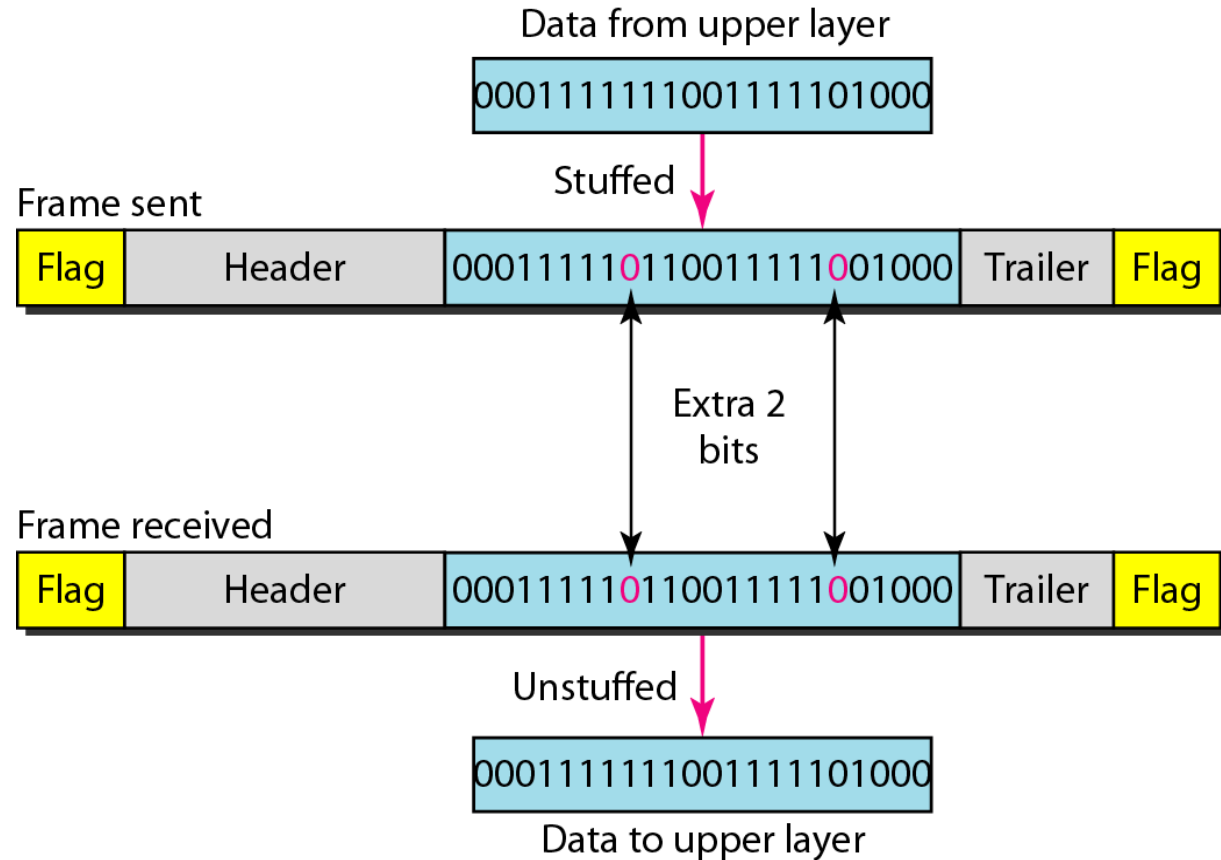 Data from upper layer
0001111111001111101000
Stuffed
Frame sent
Flag Header 000111110110011111001000 Trailer Flag
Extra 2
bits
Frame received
Flag Header 000111110110011111001000 Trailer Flag
Unstuffed
0001111111001111101000
Data to upper layer